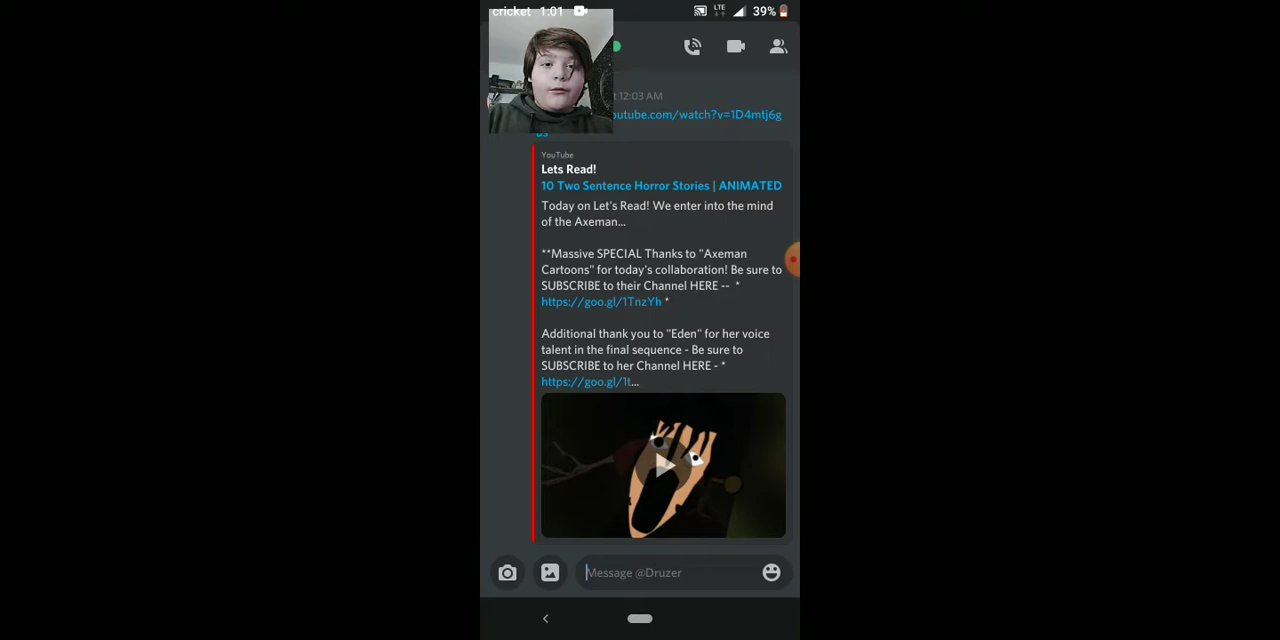 cricket 1:01 LTE 39%
12:03 AM
outube.com/watch?v=1D4mtj6g
us
YouTube
Lets Read!
10 Two Sentence Horror Stories | ANIMATED
Today on Let's Read! We enter into the mind
of the Axeman...
**Massive SPECIAL Thanks to "Axeman
Cartoons" for today's collaboration! Be sure to
SUBSCRIBE to their Channel HERE -- *
https://goo.gl/1TnzYh *
Additional thank you to "Eden" for her voice
talent in the final sequence - Be sure to
SUBSCRIBE to her Channel HERE - *
https://goo.gl/1t...
Message @Druzer